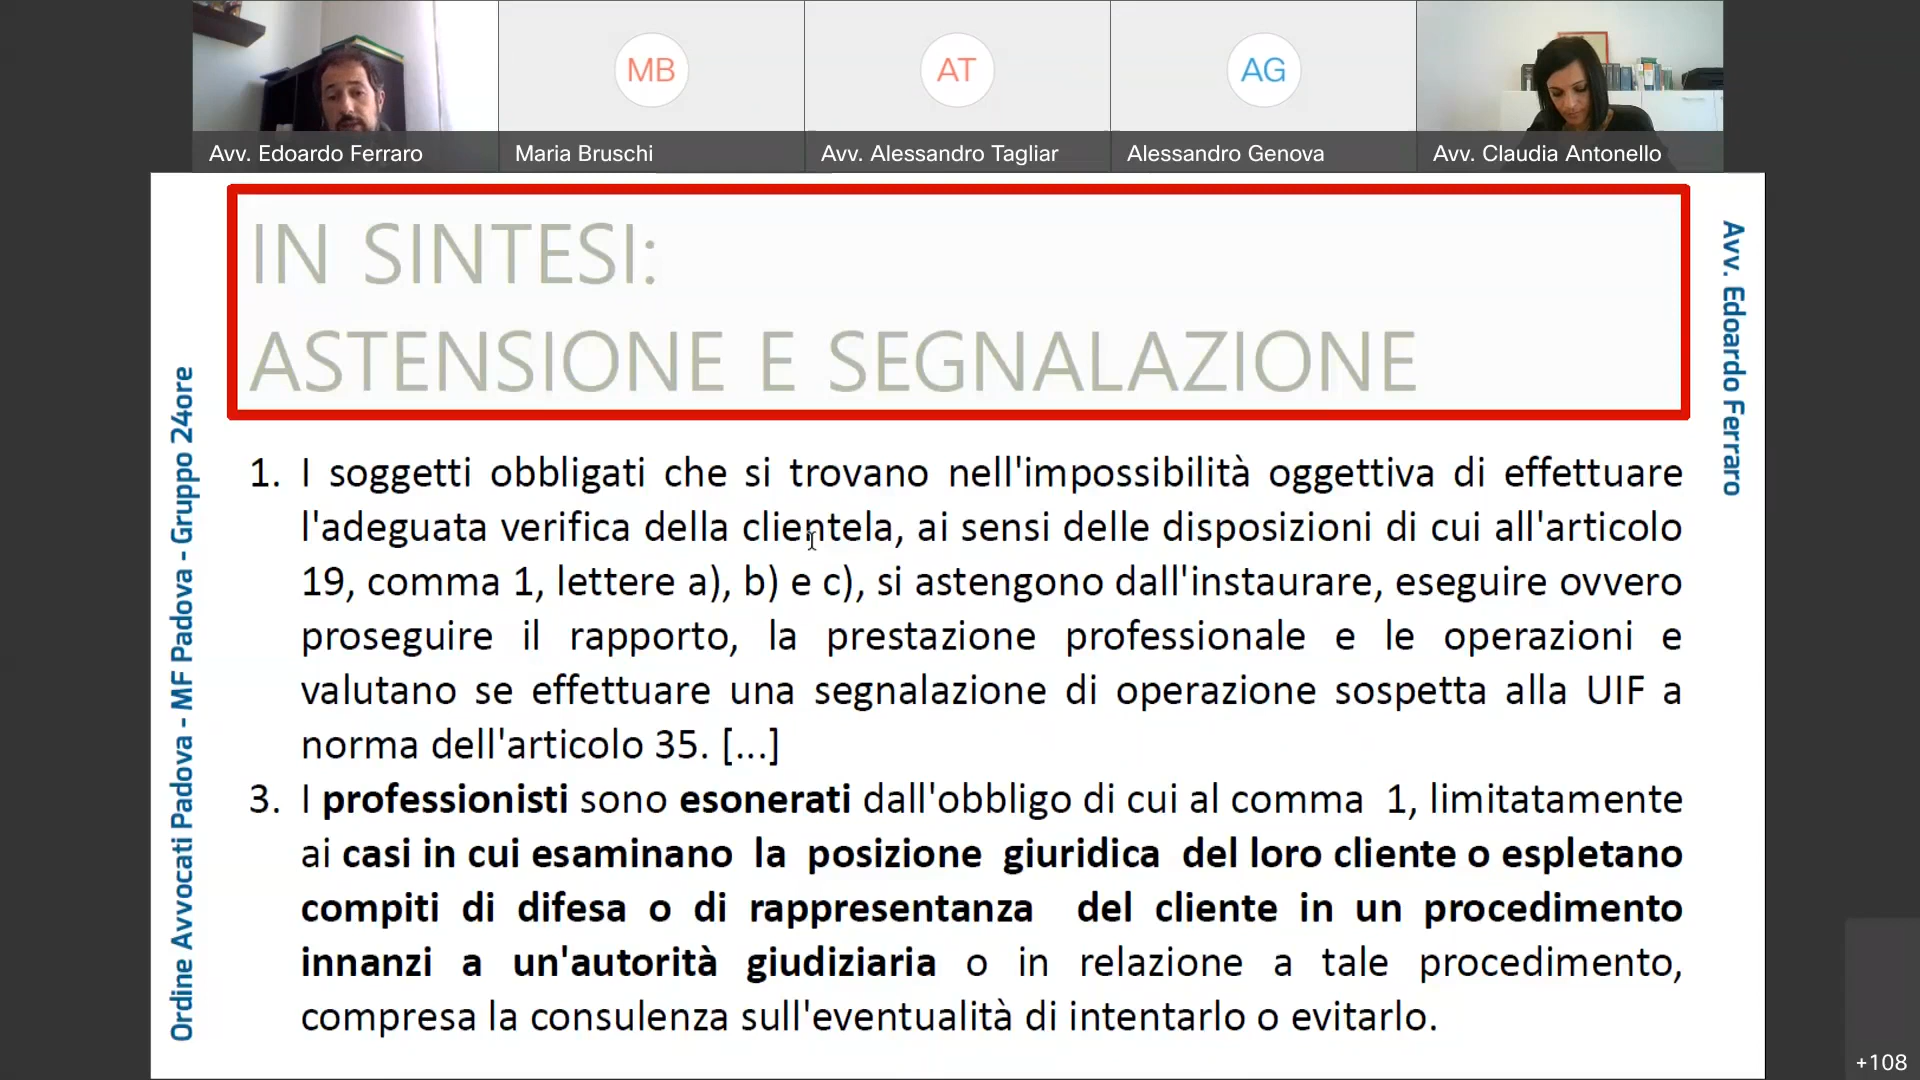 MB
AT
AG
Avv. Edoardo Ferraro
Maria Bruschi
Avv. Alessandro Tagliar
Alessandro Genova
Avv. Claudia Antonello
IN SINTESI:
ASTENSIONE E SEGNALAZIONE
1. I soggetti obbligati che si trovano nell'impossibilità oggettiva di effettuare
l'adeguata verifica della clientela, ai sensi delle disposizioni di cui all'articolo
19, comma 1, lettere a), b) e c), si astengono dall'instaurare, eseguire ovvero
proseguire il rapporto, la prestazione professionale e le operazioni e
valutano se effettuare una segnalazione di operazione sospetta alla UIF a
norma dell'articolo 35. [...]
3. I professionisti sono esonerati dall'obbligo di cui al comma 1, limitatamente
ai casi in cui esaminano la posizione giuridica del loro cliente o espletano
compiti di difesa o di rappresentanza del cliente in un procedimento
innanzi a un'autorità giudiziaria o in relazione a tale procedimento,
compresa la consulenza sull'eventualità di intentarlo o evitarlo.
Ordine Avvocati Padova - MF Padova - Gruppo 24ore
Avv. Edoardo Ferraro
+108